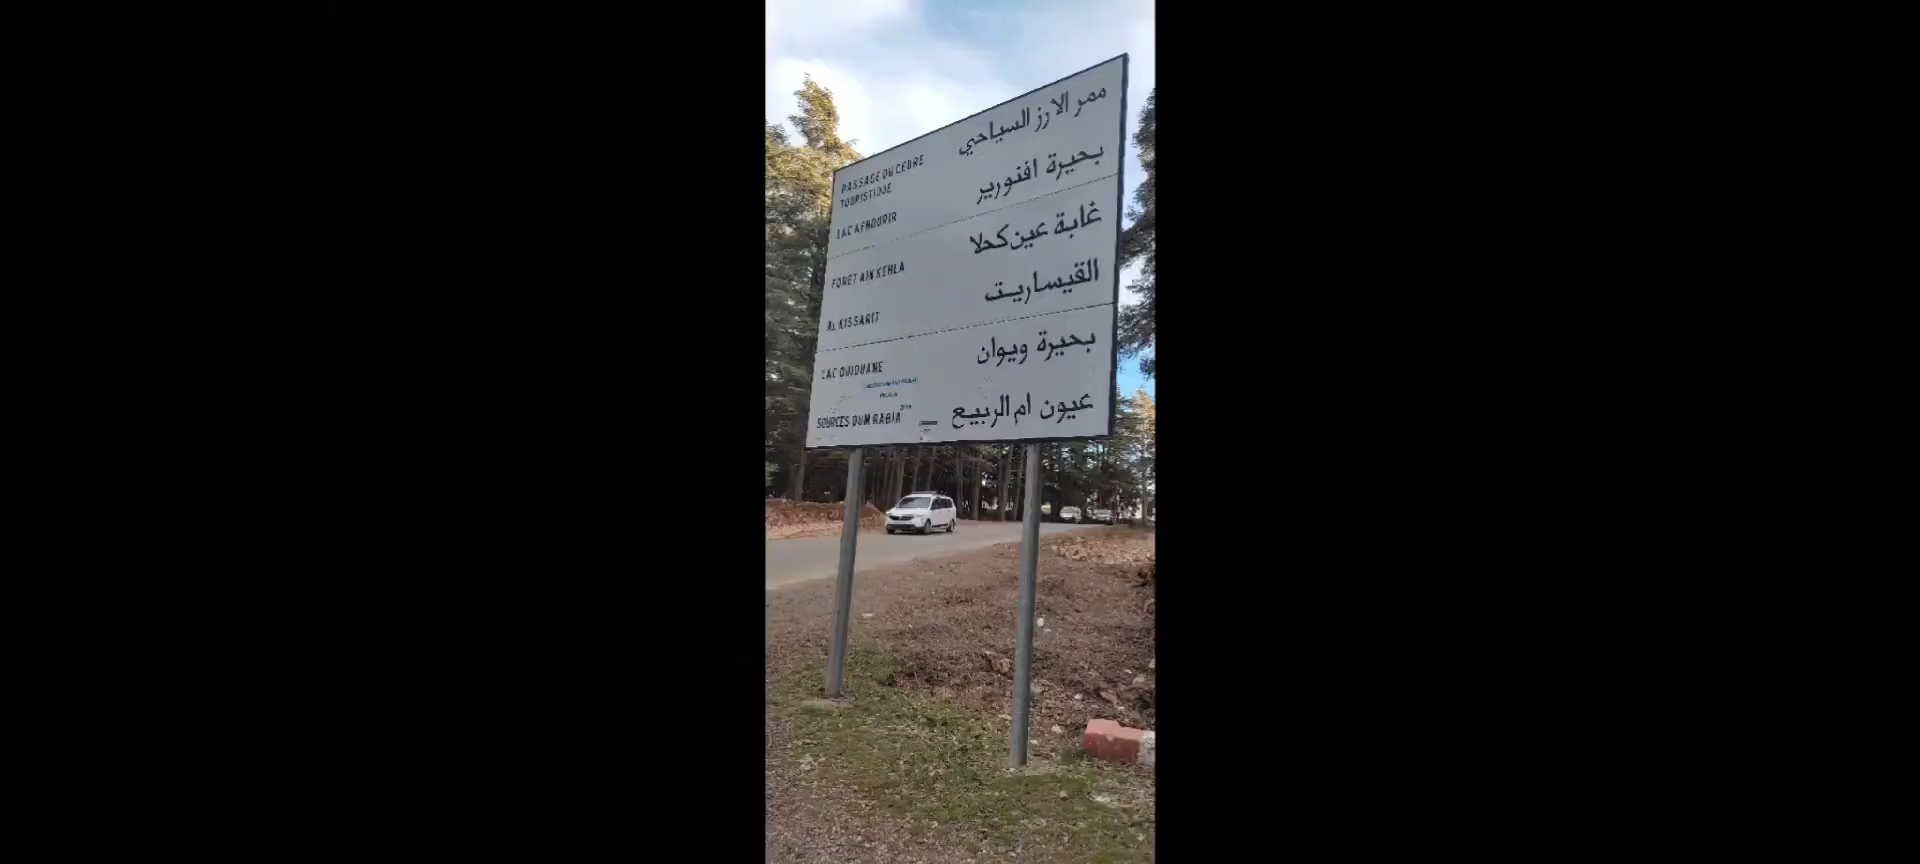 PASSAGE DU CEDRE
TOURISTIQUE
ممر الارز السياحي
LAC AFNOURIR
بحيرة افنورير
FORET AIN KEHLA
غابة عين كحلا
AL KISSARIT
القيساريت
LAC OUIOUANE
بحيرة ويوان
SOURCES OUM RABIA
عيون ام الربيع